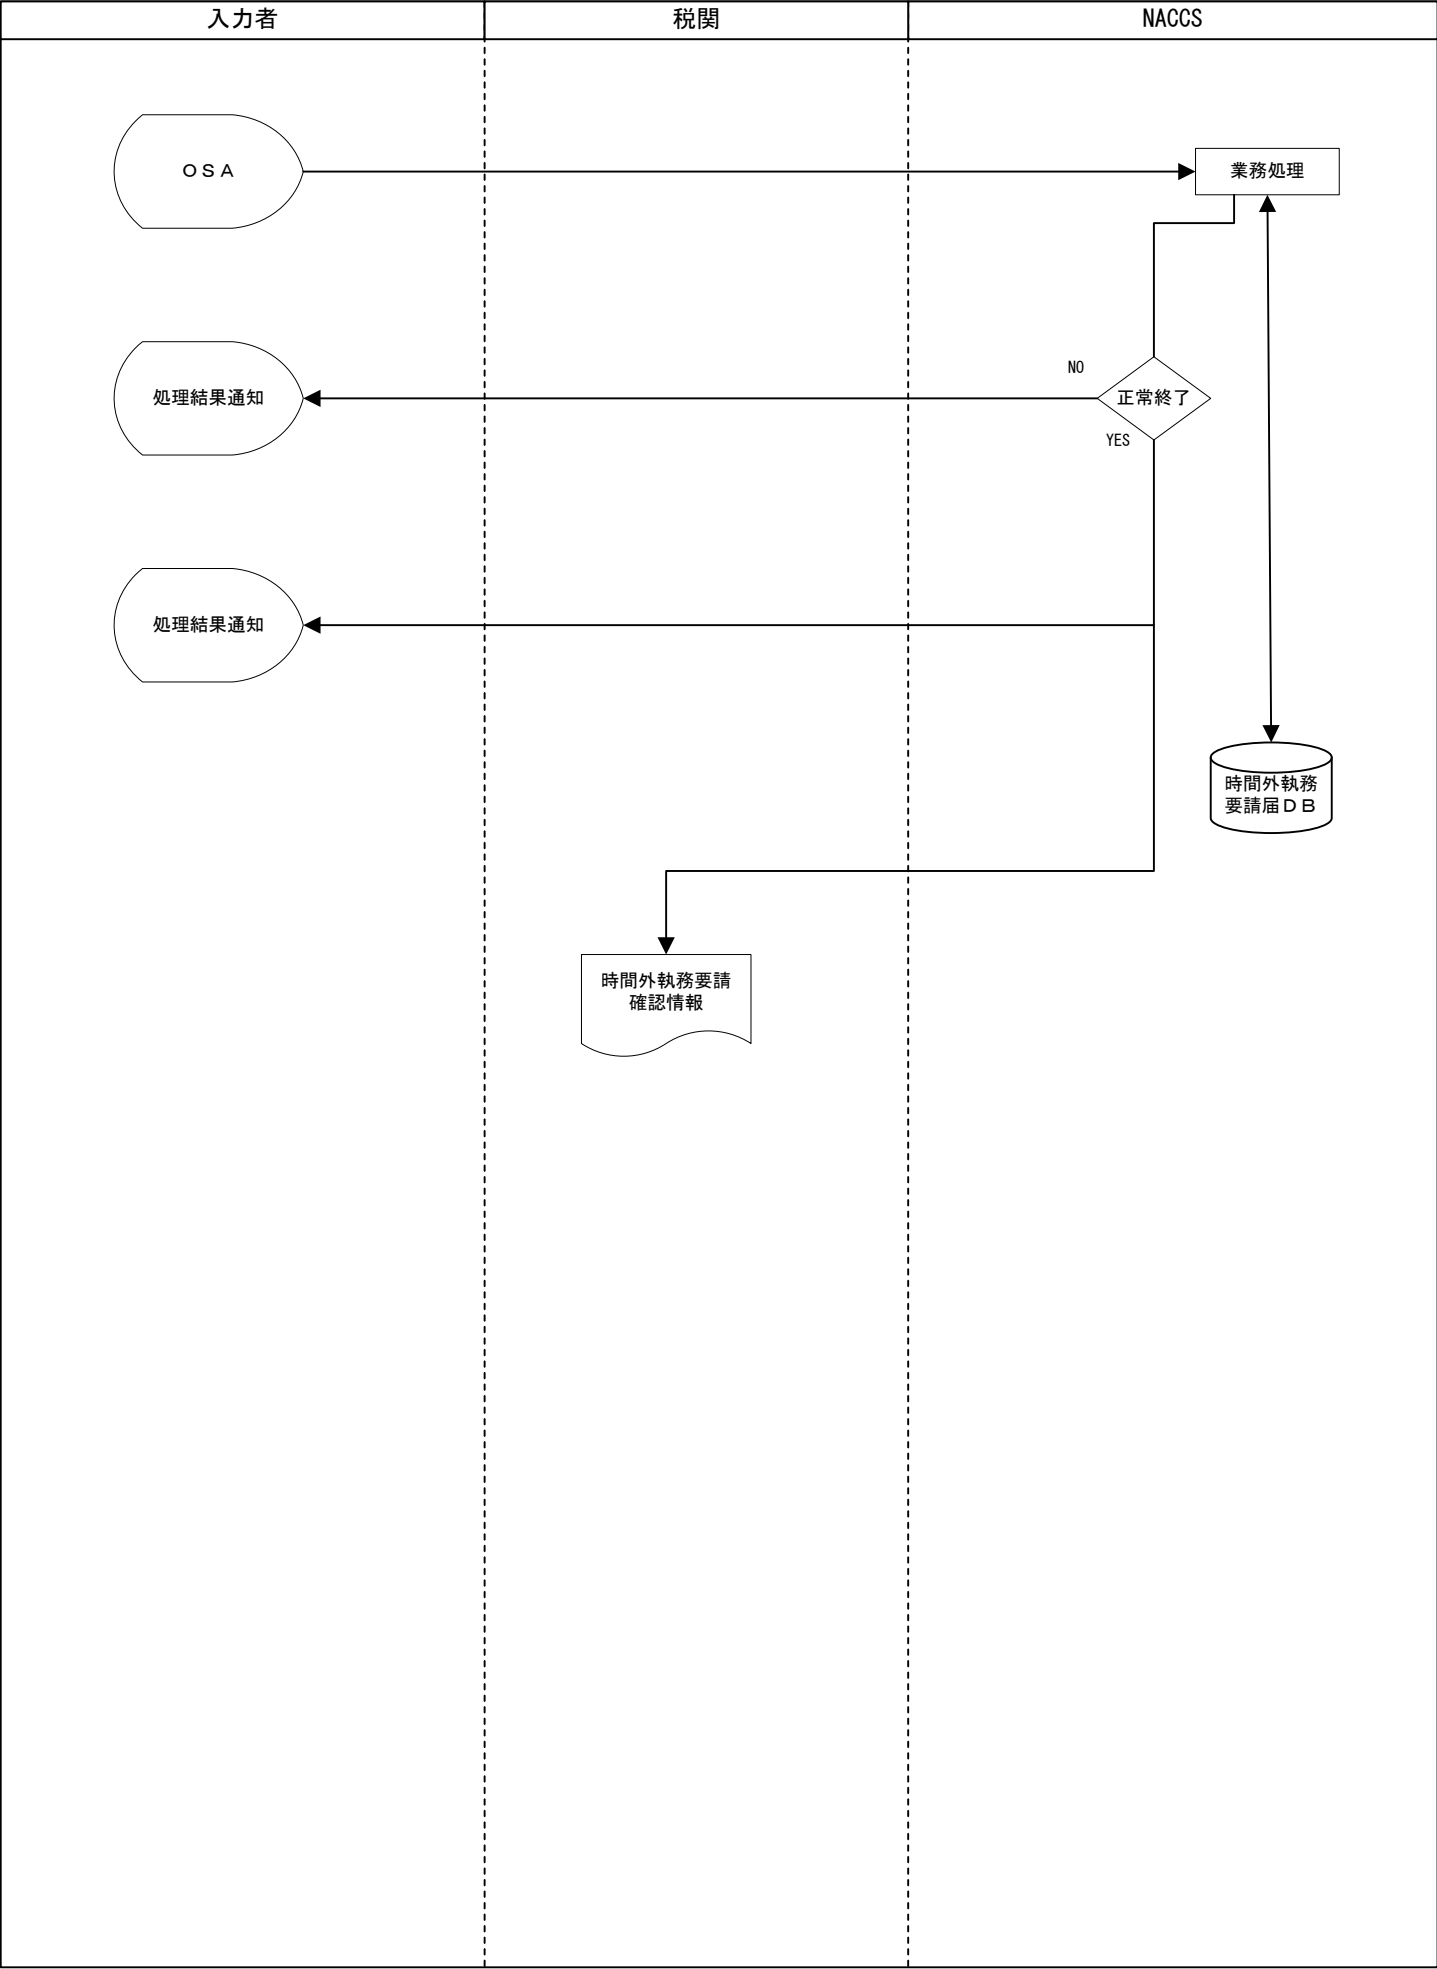 入力者
税関
NACCS
ＯＳＡ
業務処理
NO
処理結果通知
正常終了
YES
処理結果通知
時間外執務
要請届ＤＢ
時間外執務要請
確認情報